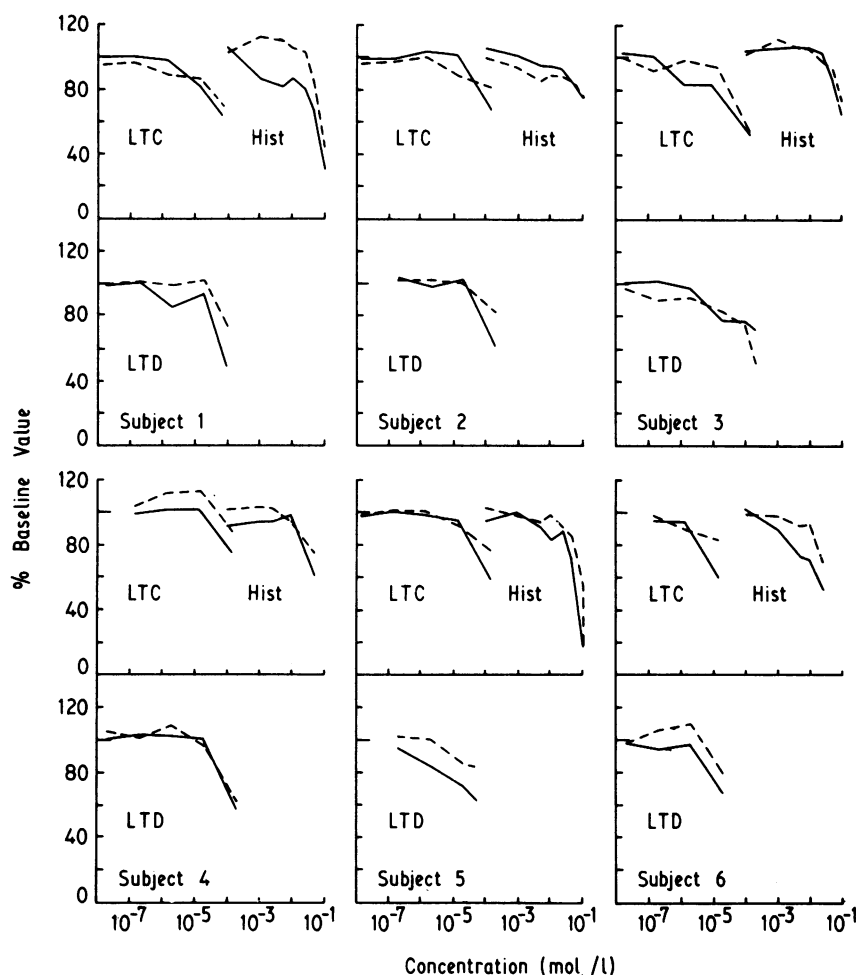 120
80
40
0
LTC Hist
LTC Hist
LTC Hist
120
80
40
0
LTD
Subject 1
LTD
Subject 2
LTD
Subject 3
% Baseline Value
120
80
40
0
LTC Hist
LTC Hist
LTC Hist
120
80
40
0
LTD
Subject 4
LTD
Subject 5
LTD
Subject 6
10-7 10-5 10-3 10-7 10-5 10-3 10-1 10-7 10-5 10-3 10-1
Concentration (mol./l)